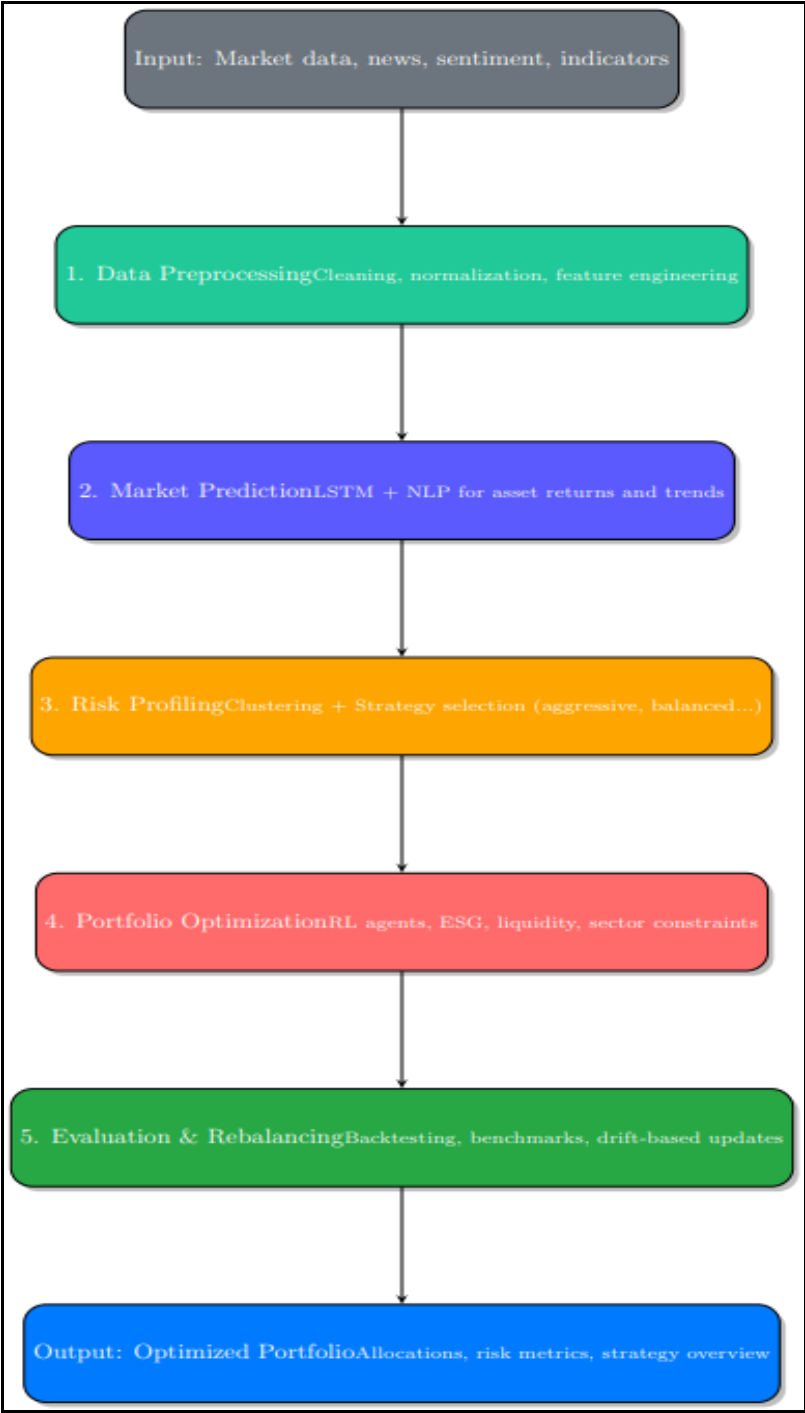 Input: Market data, news, sentiment, indicators
1. Data PreprocessingCleaning, normalization, feature engineering
2. Market PredictionLSTM + NLP for asset returns and trends
3. Risk ProfilingClustering + Strategy selection (aggressive, balanced...)
4. Portfolio OptimizationRL agents, ESG, liquidity, sector constraints
5. Evaluation & RebalancingBacktesting, benchmarks, drift-based updates
Output: Optimized PortfolioAllocations, risk metrics, strategy overview